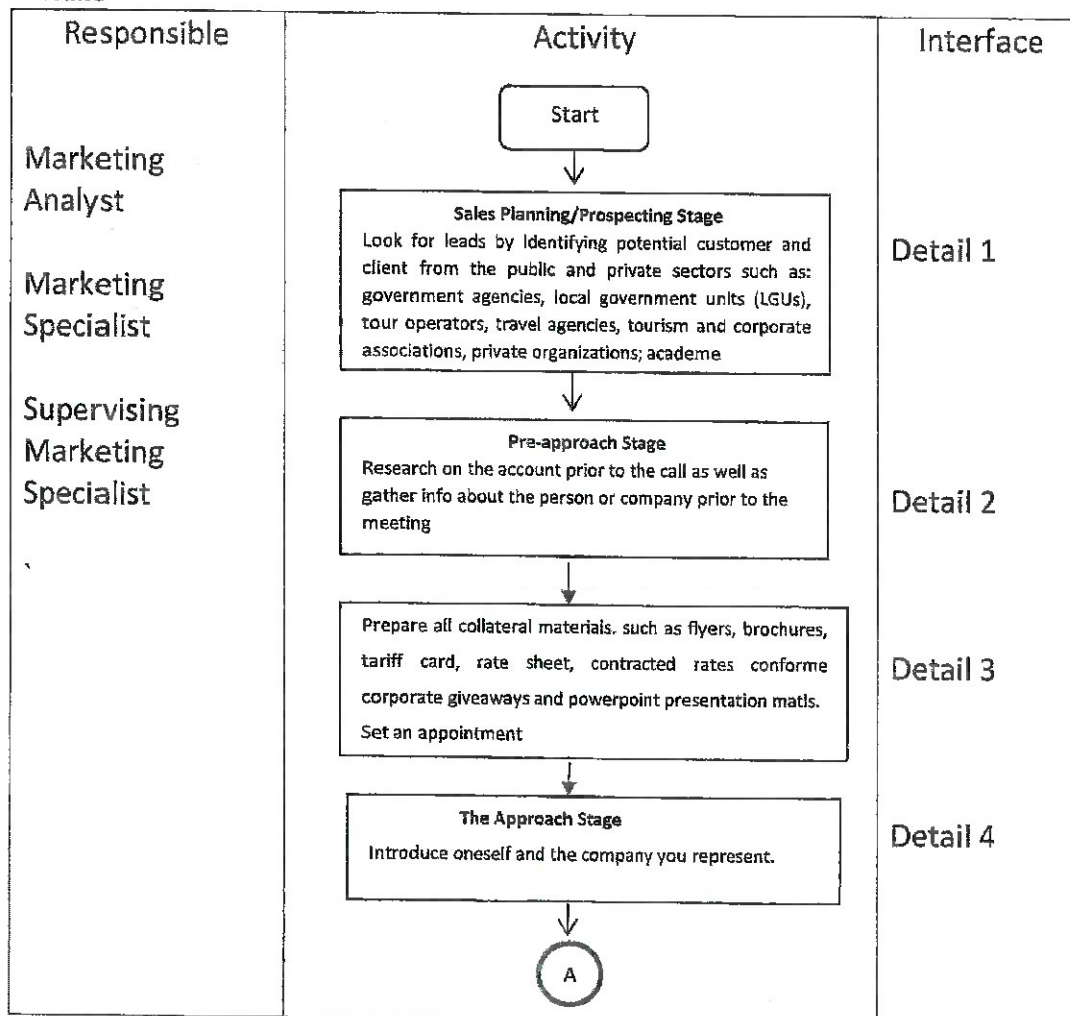 Responsible
Activity
Interface
Start
Marketing
Analyst
Marketing
Specialist
Supervising
Marketing
Specialist
Sales Planning/Prospecting Stage
Look for leads by Identifying potential customer and
client from the public and private sectors such as:
government agencies, local government units (LGUs),
tour operators, travel agencies, tourism and corporate
associations, private organizations; academe
Detail 1
Pre-approach Stage
Research on the account prior to the call as well as
gather info about the person or company prior to the
meeting
Detail 2
Prepare all collateral materials. such as flyers, brochures,
tariff card, rate sheet, contracted rates conforme
corporate giveaways and powerpoint presentation matls.
Set an appointment
Detail 3
The Approach Stage
Introduce oneself and the company you represent.
Detail 4
A